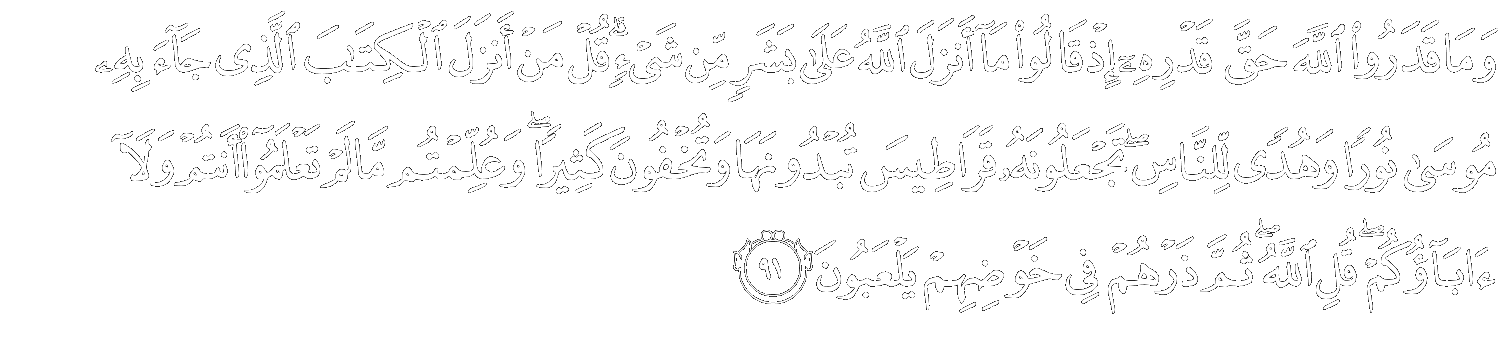 وَمَا قَدَرُوا۟ ٱللَّهَ حَقَّ قَدْرِهِۦٓ إِذْ قَالُوا۟ مَآ أَنزَلَ ٱللَّهُ عَلَىٰ بَشَرٍ مِّن شَىْءٍ ۗ قُلْ مَنْ أَنزَلَ ٱلْكِتَـٰبَ ٱلَّذِى جَآءَ بِهِۦ
مُوسَىٰ نُورًا وَهُدًى لِّلنَّاسِ ۖ تَجْعَلُونَهُۥ قَرَاطِيسَ تُبْدُونَهَا وَتُخْفُونَ كَثِيرًا ۖ وَعُلِّمْتُم مَّا لَمْ تَعْلَمُوٓا۟ أَنتُمْ وَلَآ
ءَابَآؤُكُمْ ۖ قُلِ ٱللَّهُ ۖ ثُمَّ ذَرْهُمْ فِى خَوْضِهِمْ يَلْعَبُونَ ٩١